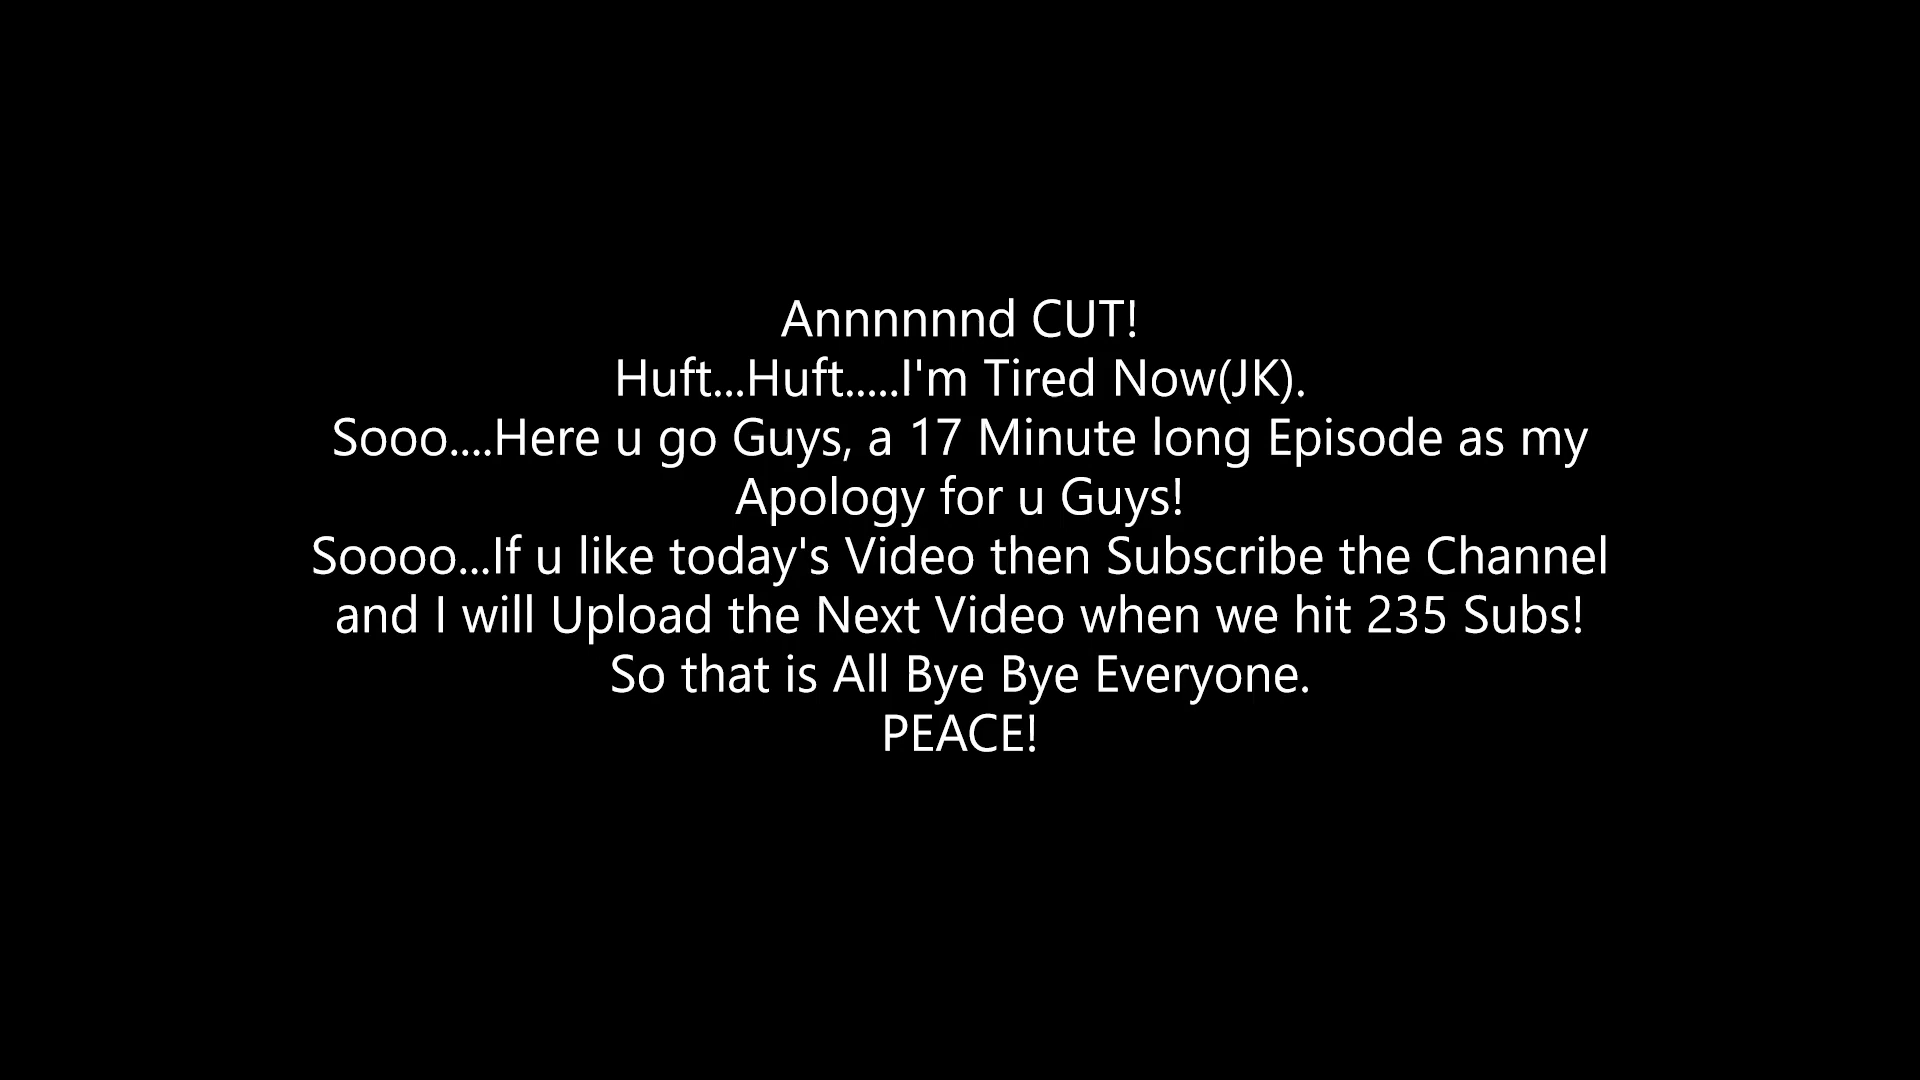 Annnnnnd CUT!
Huft...Huft.....I'm Tired Now(JK).
Sooo....Here u go Guys, a 17 Minute long Episode as my
Apology for u Guys!
Soooo...If u like today's Video then Subscribe the Channel
and I will Upload the Next Video when we hit 235 Subs!
So that is All Bye Bye Everyone.
PEACE!